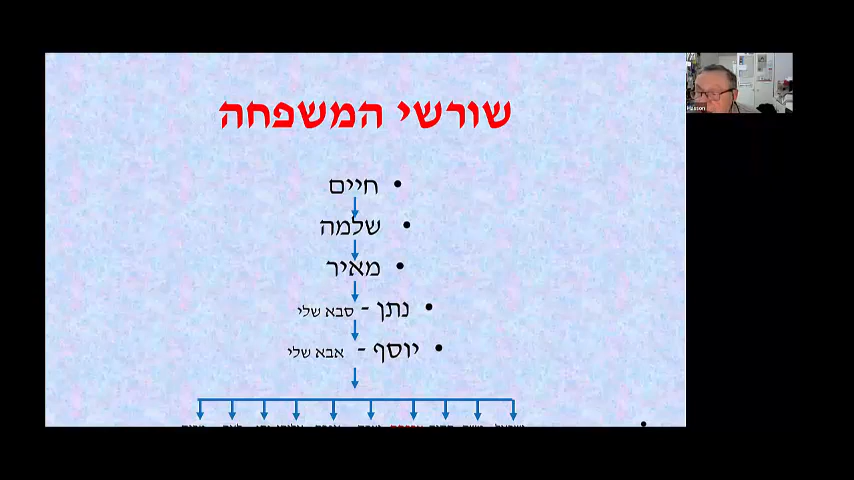 שורשי המשפחה
• חיים
• שלמה
• מאיר
• נתן - סבא שלי
• יוסף - אבא שלי